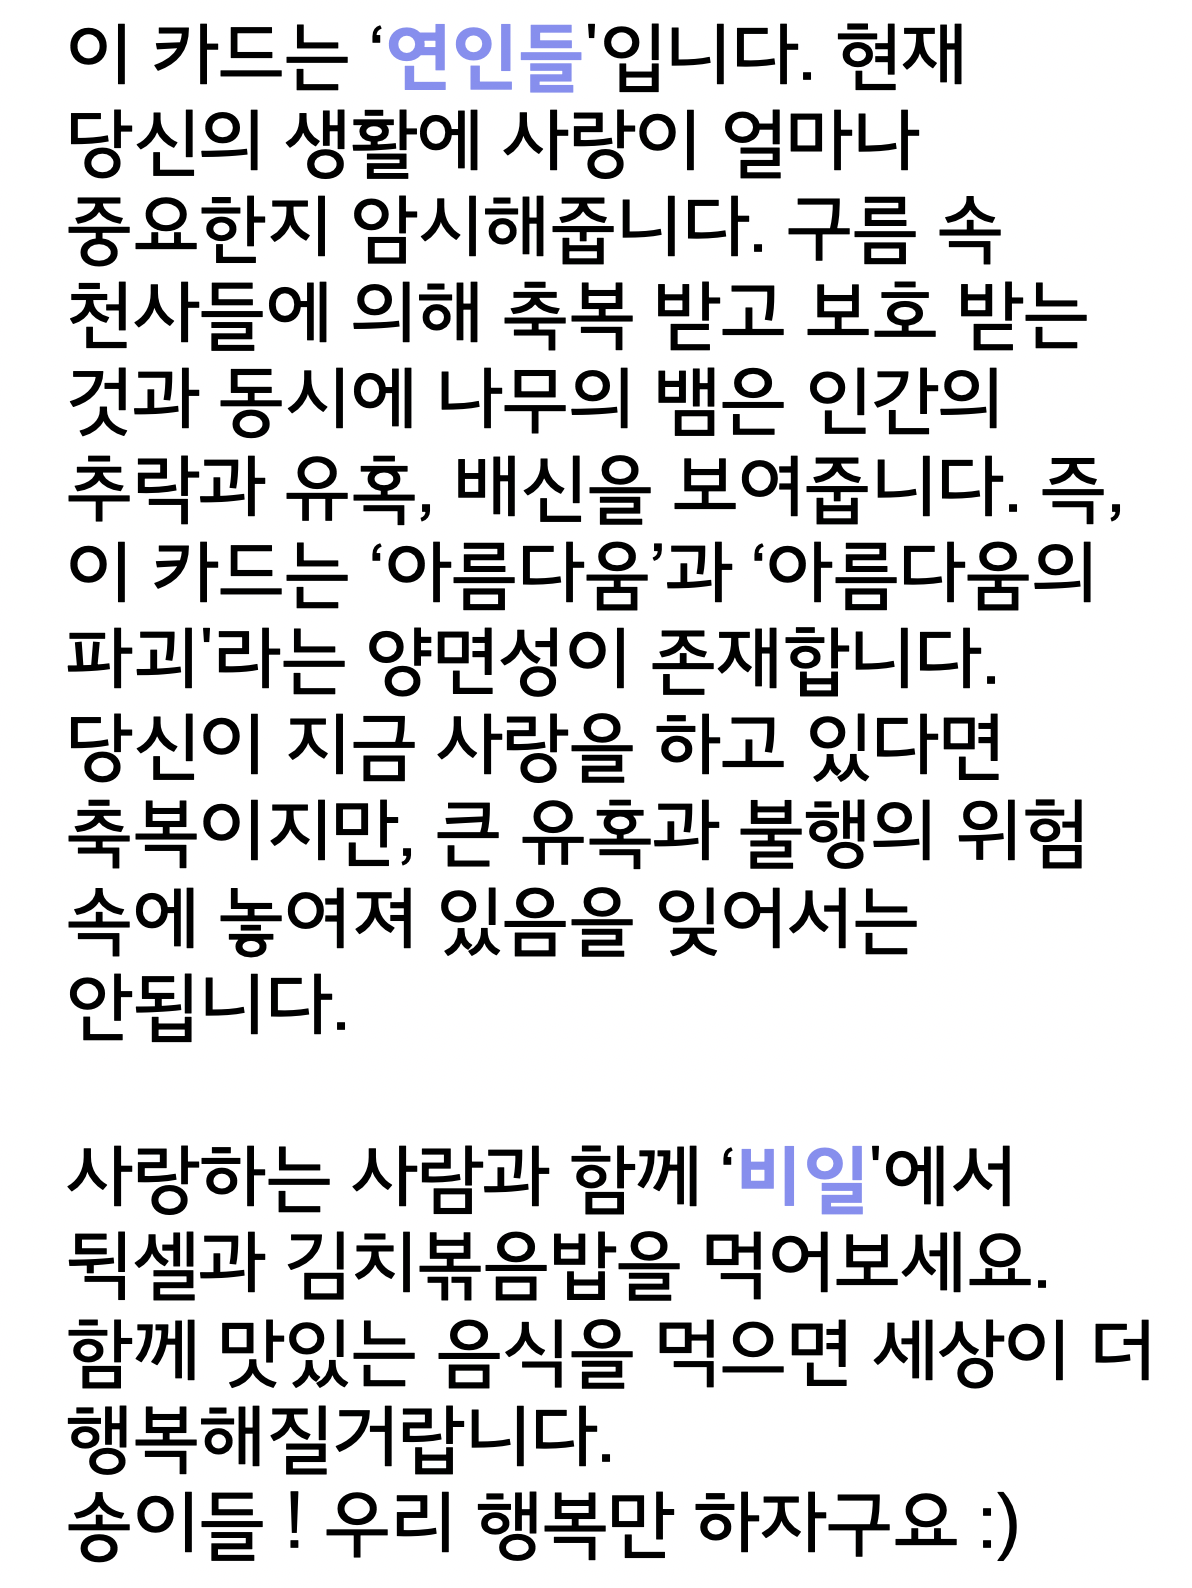 이 카드는 ‘연인들'입니다. 현재
당신의 생활에 사랑이 얼마나
중요한지 암시해줍니다. 구름 속
천사들에 의해 축복 받고 보호 받는
것과 동시에 나무의 뱀은 인간의
추락과 유혹, 배신을 보여줍니다. 즉,
이 카드는 ‘아름다움’과 ‘아름다움의
파괴'라는 양면성이 존재합니다.
당신이 지금 사랑을 하고 있다면
축복이지만, 큰 유혹과 불행의 위험
속에 놓여져 있음을 잊어서는
안됩니다.
사랑하는 사람과 함께 ‘비일'에서
뒥셀과 김치볶음밥을 먹어보세요.
함께 맛있는 음식을 먹으면 세상이 더
행복해질거랍니다.
송이들 ! 우리 행복만 하자구요 :)